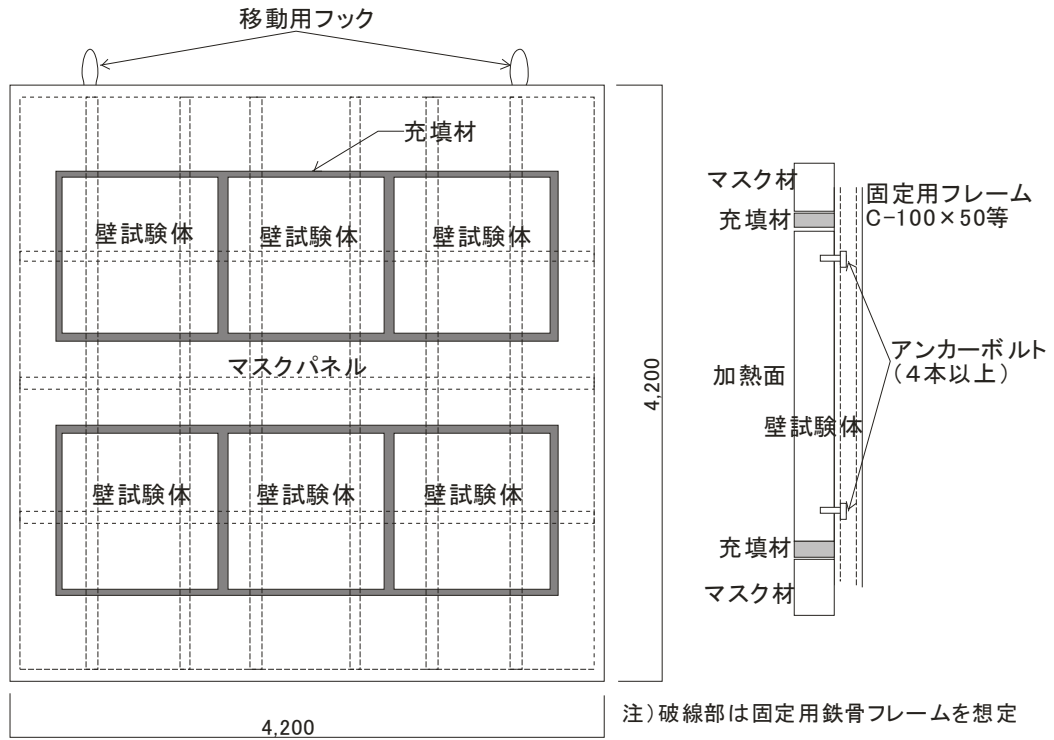 移動用フック
充填材
壁試験体 壁試験体 壁試験体
マスクパネル
壁試験体 壁試験体 壁試験体
4,200
4,200
マスク材
充填材
固定用フレーム
C-100×50等
加熱面
アンカーボルト
(4本以上)
壁試験体
充填材
マスク材
注)破線部は固定用鉄骨フレームを想定